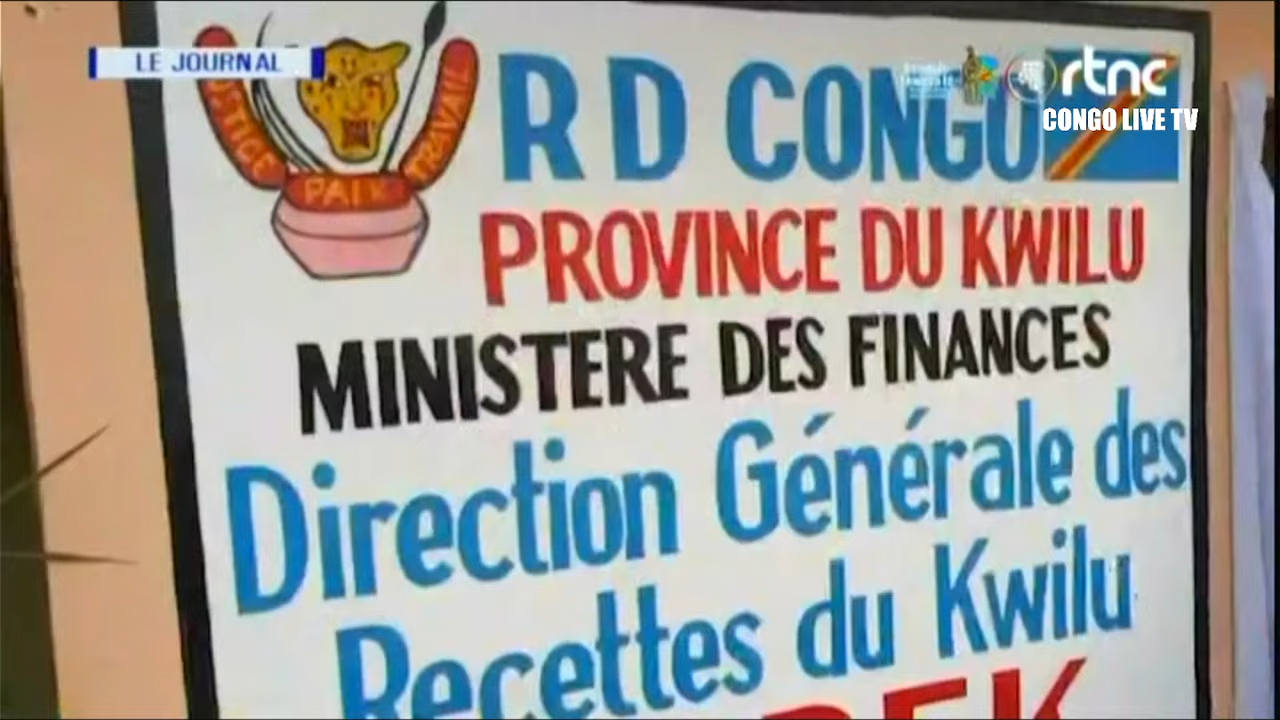 LE JOURNAL
rtnc
CONGO LIVE TV
JUSTICE PAIX TRAVAIL
R D CONGO
PROVINCE DU KWILU
MINISTERE DES FINANCES
Direction Générale des
Recettes du Kwilu